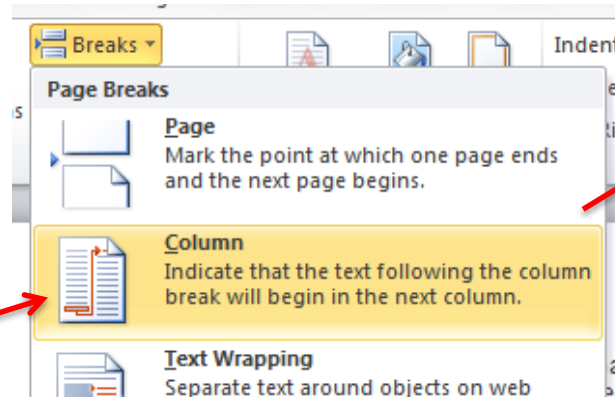 Breaks
Indent
Page Breaks
Page
Mark the point at which one page ends
and the next page begins.
Column
Indicate that the text following the column
break will begin in the next column.
Text Wrapping
Separate text around objects on web